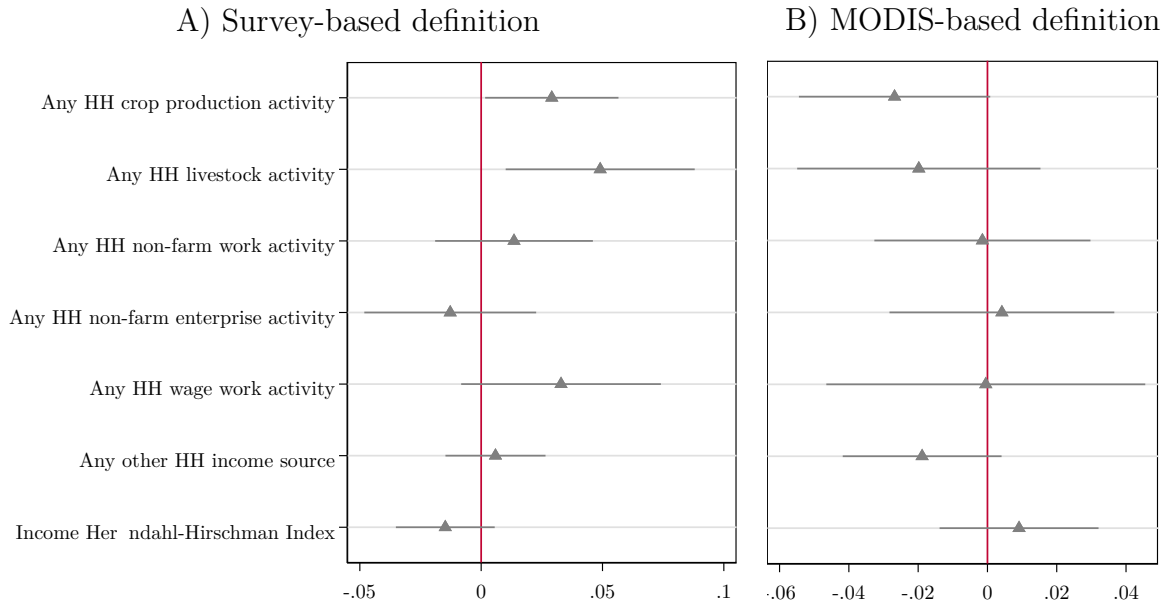 A) Survey-based definition
B) MODIS-based definition
Any HH crop production activity
Any HH livestock activity
Any HH non-farm work activity
Any HH non-farm enterprise activity
Any HH wage work activity
Any other HH income source
Income Her ndahl-Hirschman Index
-.05 0 .05 .1
-.06 -.04 -.02 0 .02 .04